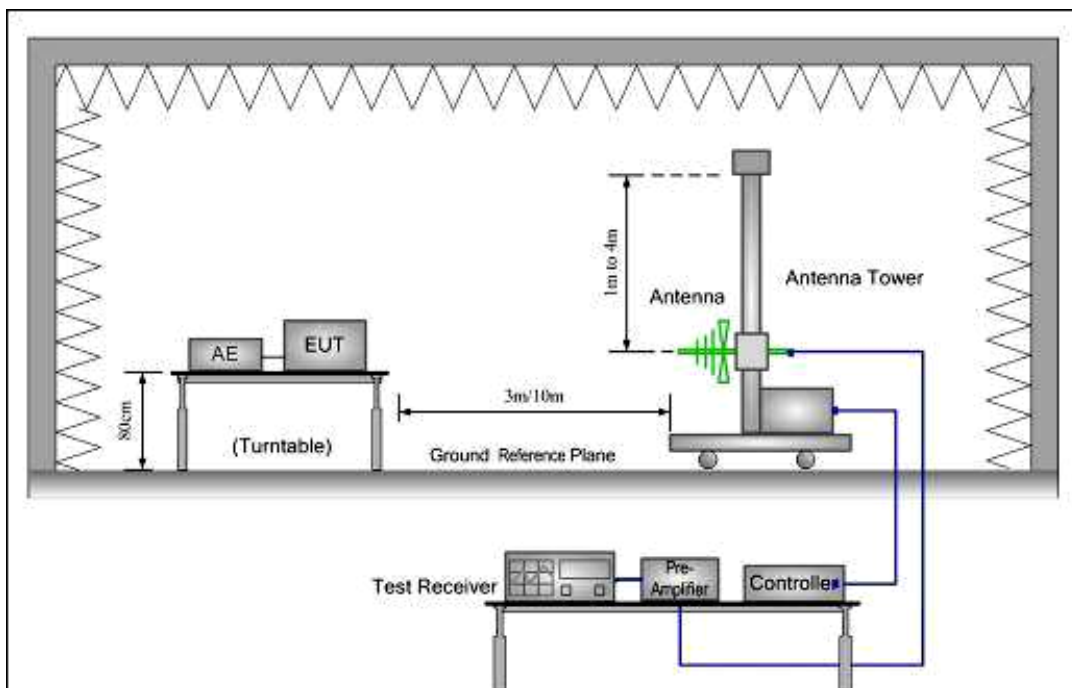 1m to 4m
Antenna Tower
Antenna
AE
EUT
3m/10m
80cm
(Turntable)
Ground Reference Plane
Test Receiver
Pre-
Amplifier
Controlle